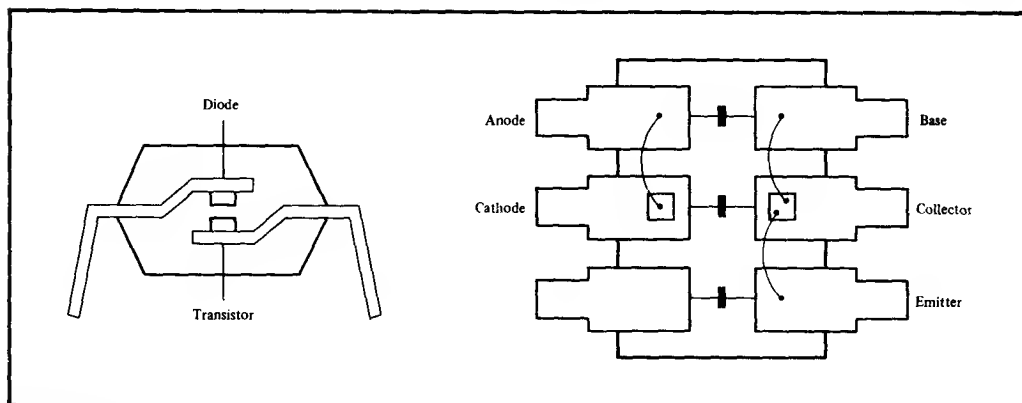 Diode
Transistor
Anode
Base
Cathode
Collector
Emitter